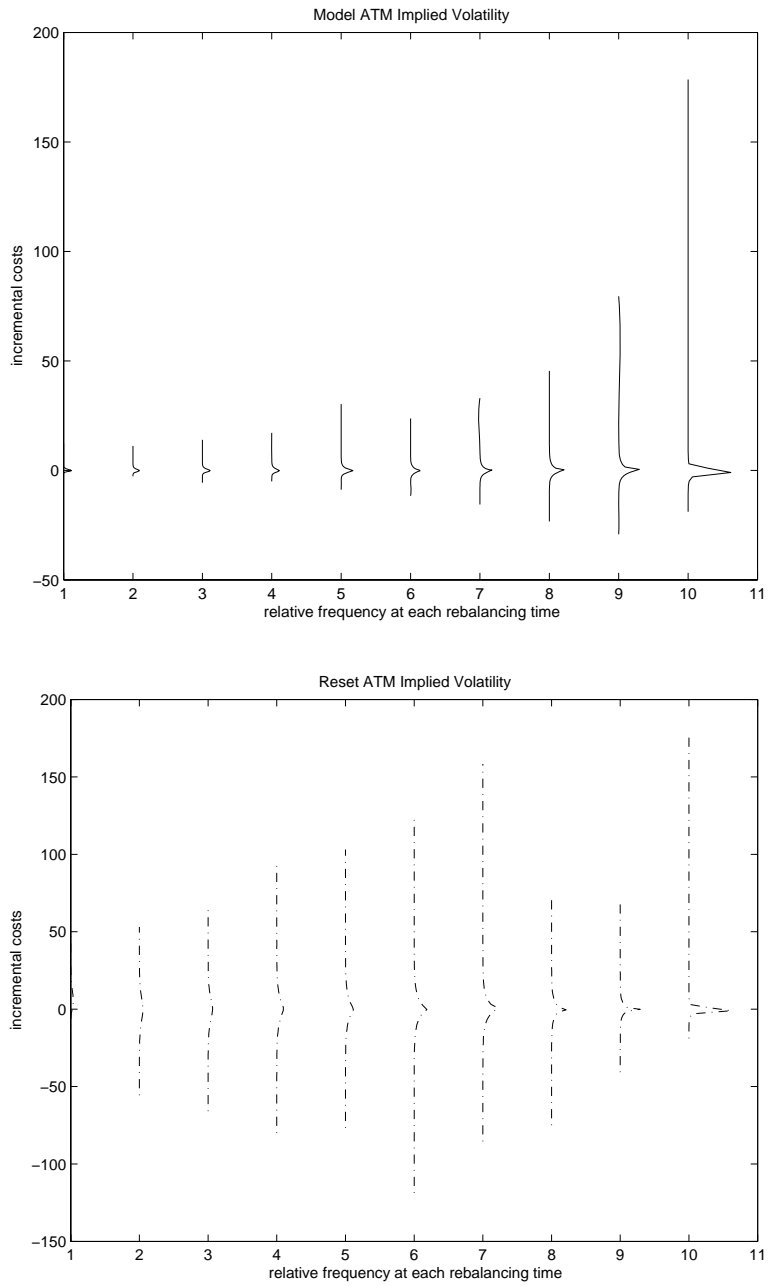 Model ATM Implied Volatility
200
150
100
50
0
−50
incremental costs
1 2 3 4 5 6 7 8 9 10 11
relative frequency at each rebalancing time
Reset ATM Implied Volatility
200
150
100
50
0
−50
−100
−150
incremental costs
1 2 3 4 5 6 7 8 9 10 11
relative frequency at each rebalancing time